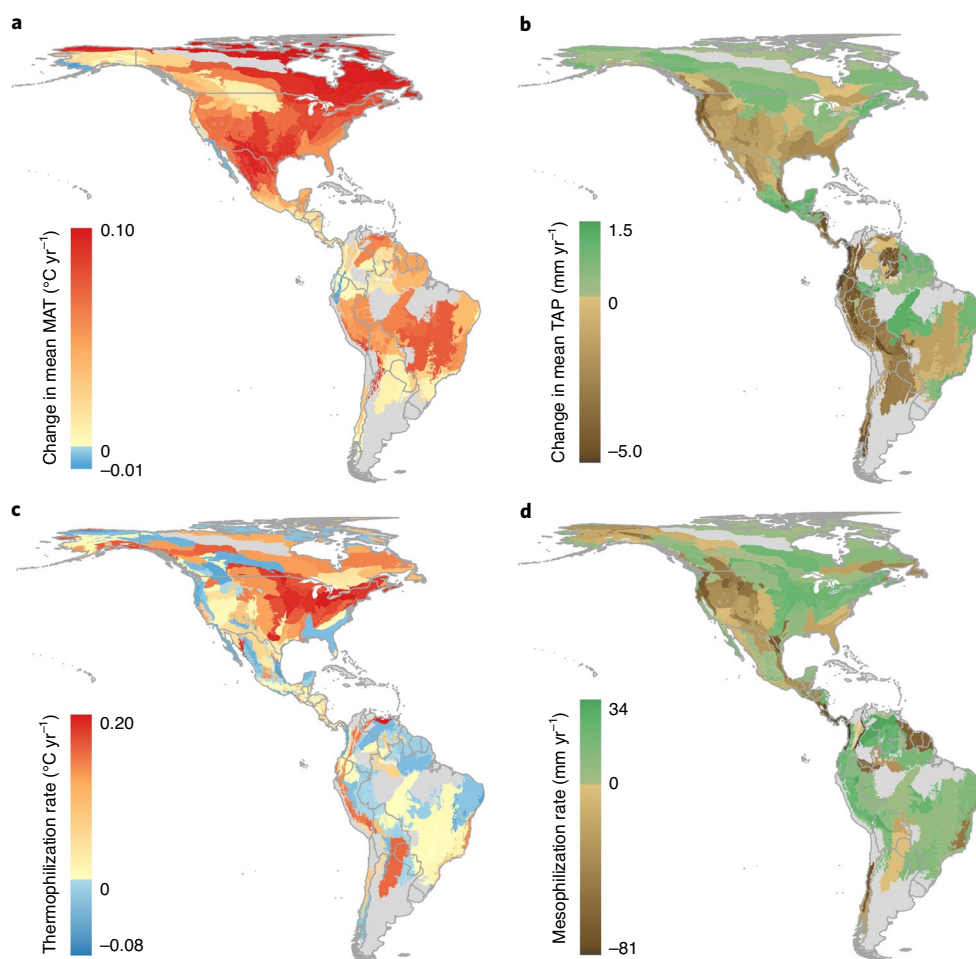 a
b
0.10
Change in mean MAT (°C yr⁻¹)
0
–0.01
1.5
Change in mean TAP (mm yr⁻¹)
0
–5.0
c
d
0.20
Thermophilization rate (°C yr⁻¹)
0
–0.08
34
Mesophilization rate (mm yr⁻¹)
0
–81